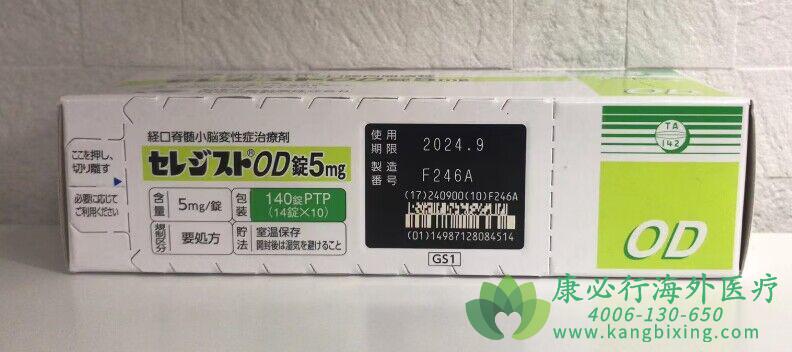 ここを押し、
切り離す
必要に応じて
ご利用ください
経口脊髄小脳変性症治療剤
セレジスト®OD錠5mg
含量
5mg/錠
包装
140錠PTP
(14錠×10)
規制区分
要処方
貯法
室温保存
開封後は湿気を避けること
使用
期限
2024.9
製造
番号
F246A
(17)240900(10)F246A
(01)14987128084514
GS1
OD
TA
142
OD
康必行海外医疗
4006-130-650
www.kangbixing.com